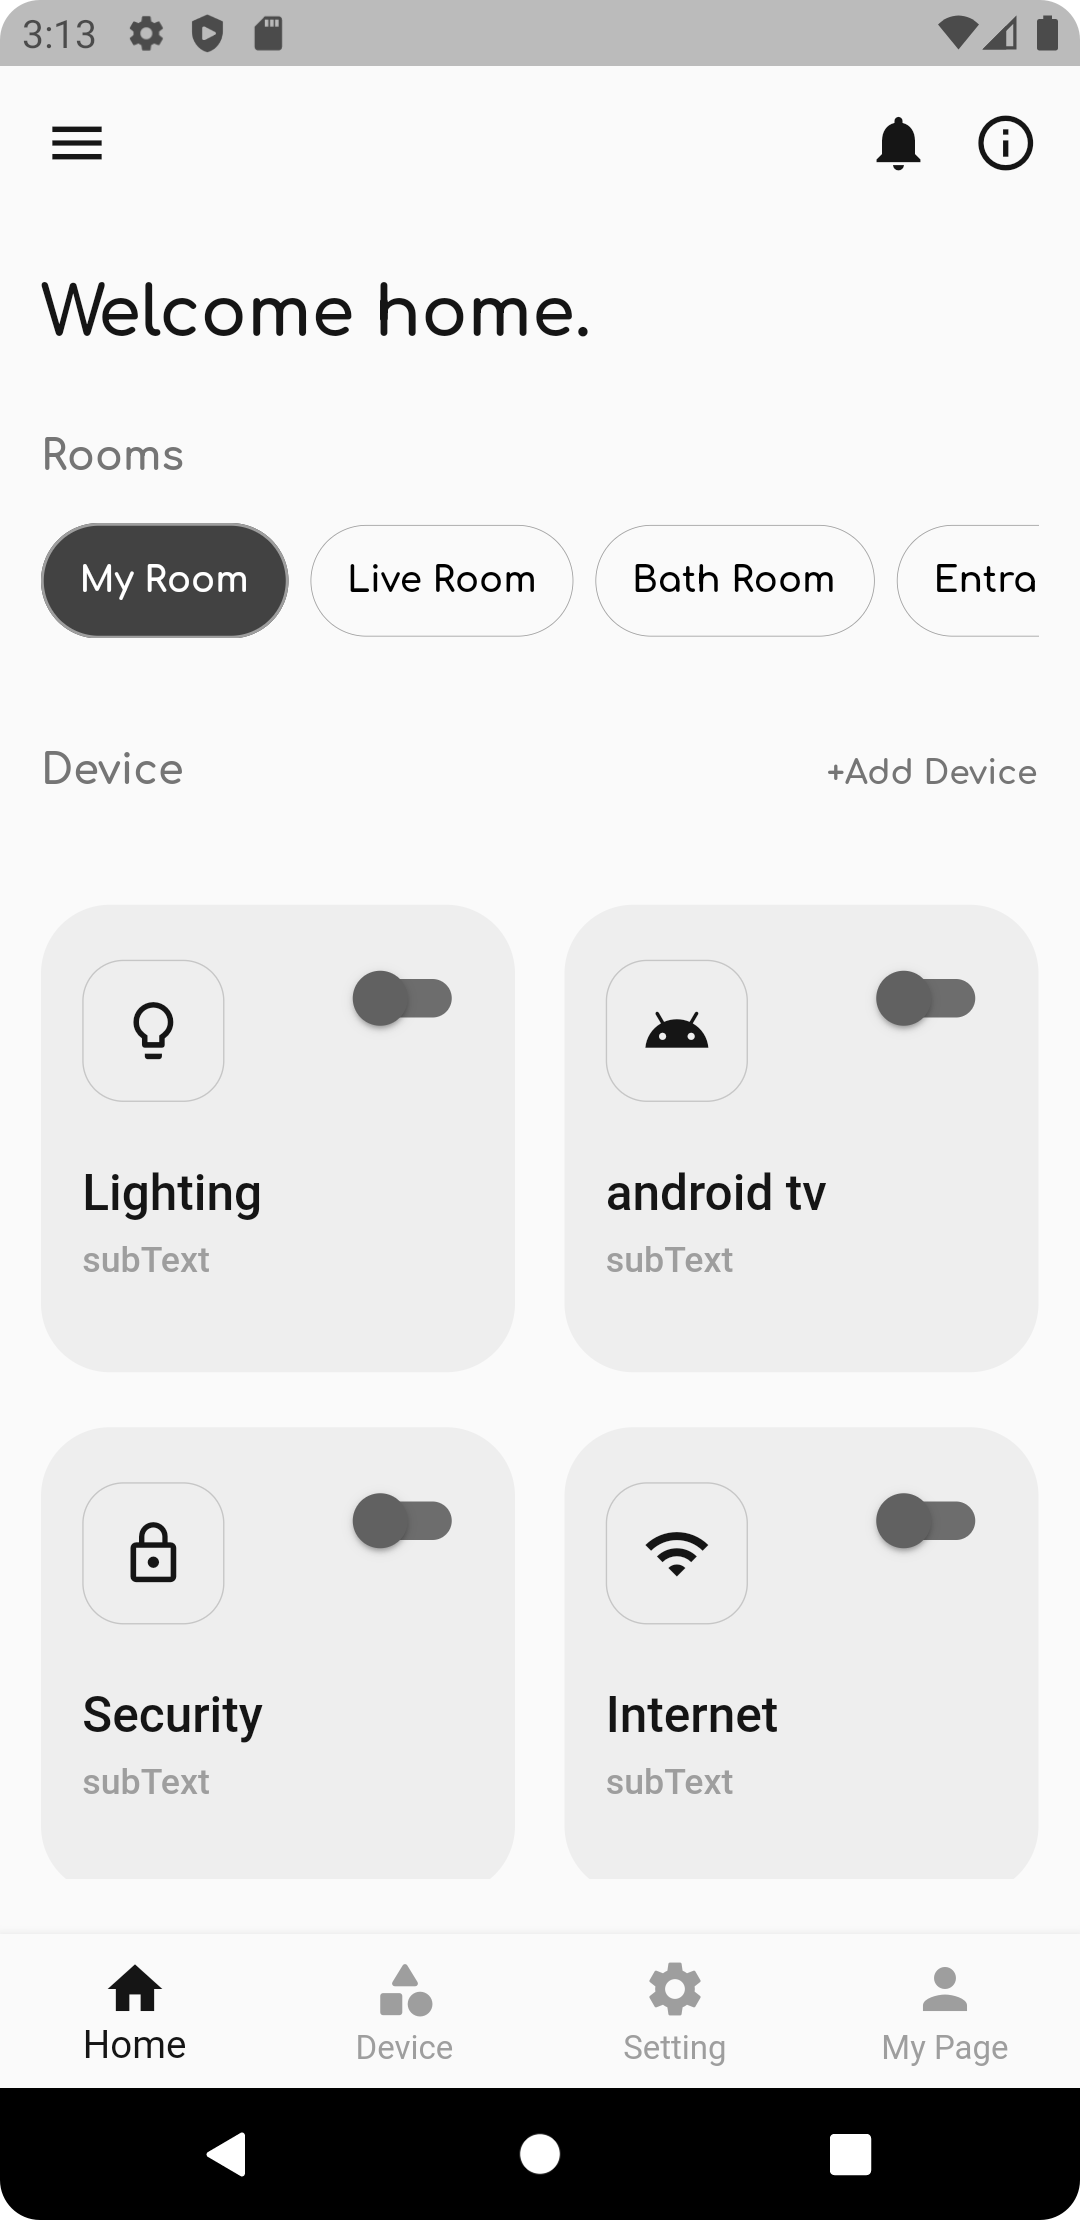 3:13
Welcome home.
Rooms
My Room Live Room Bath Room Entra
Device +Add Device
Lighting android tv
subText subText
Security Internet
subText subText
Home Device Setting My Page